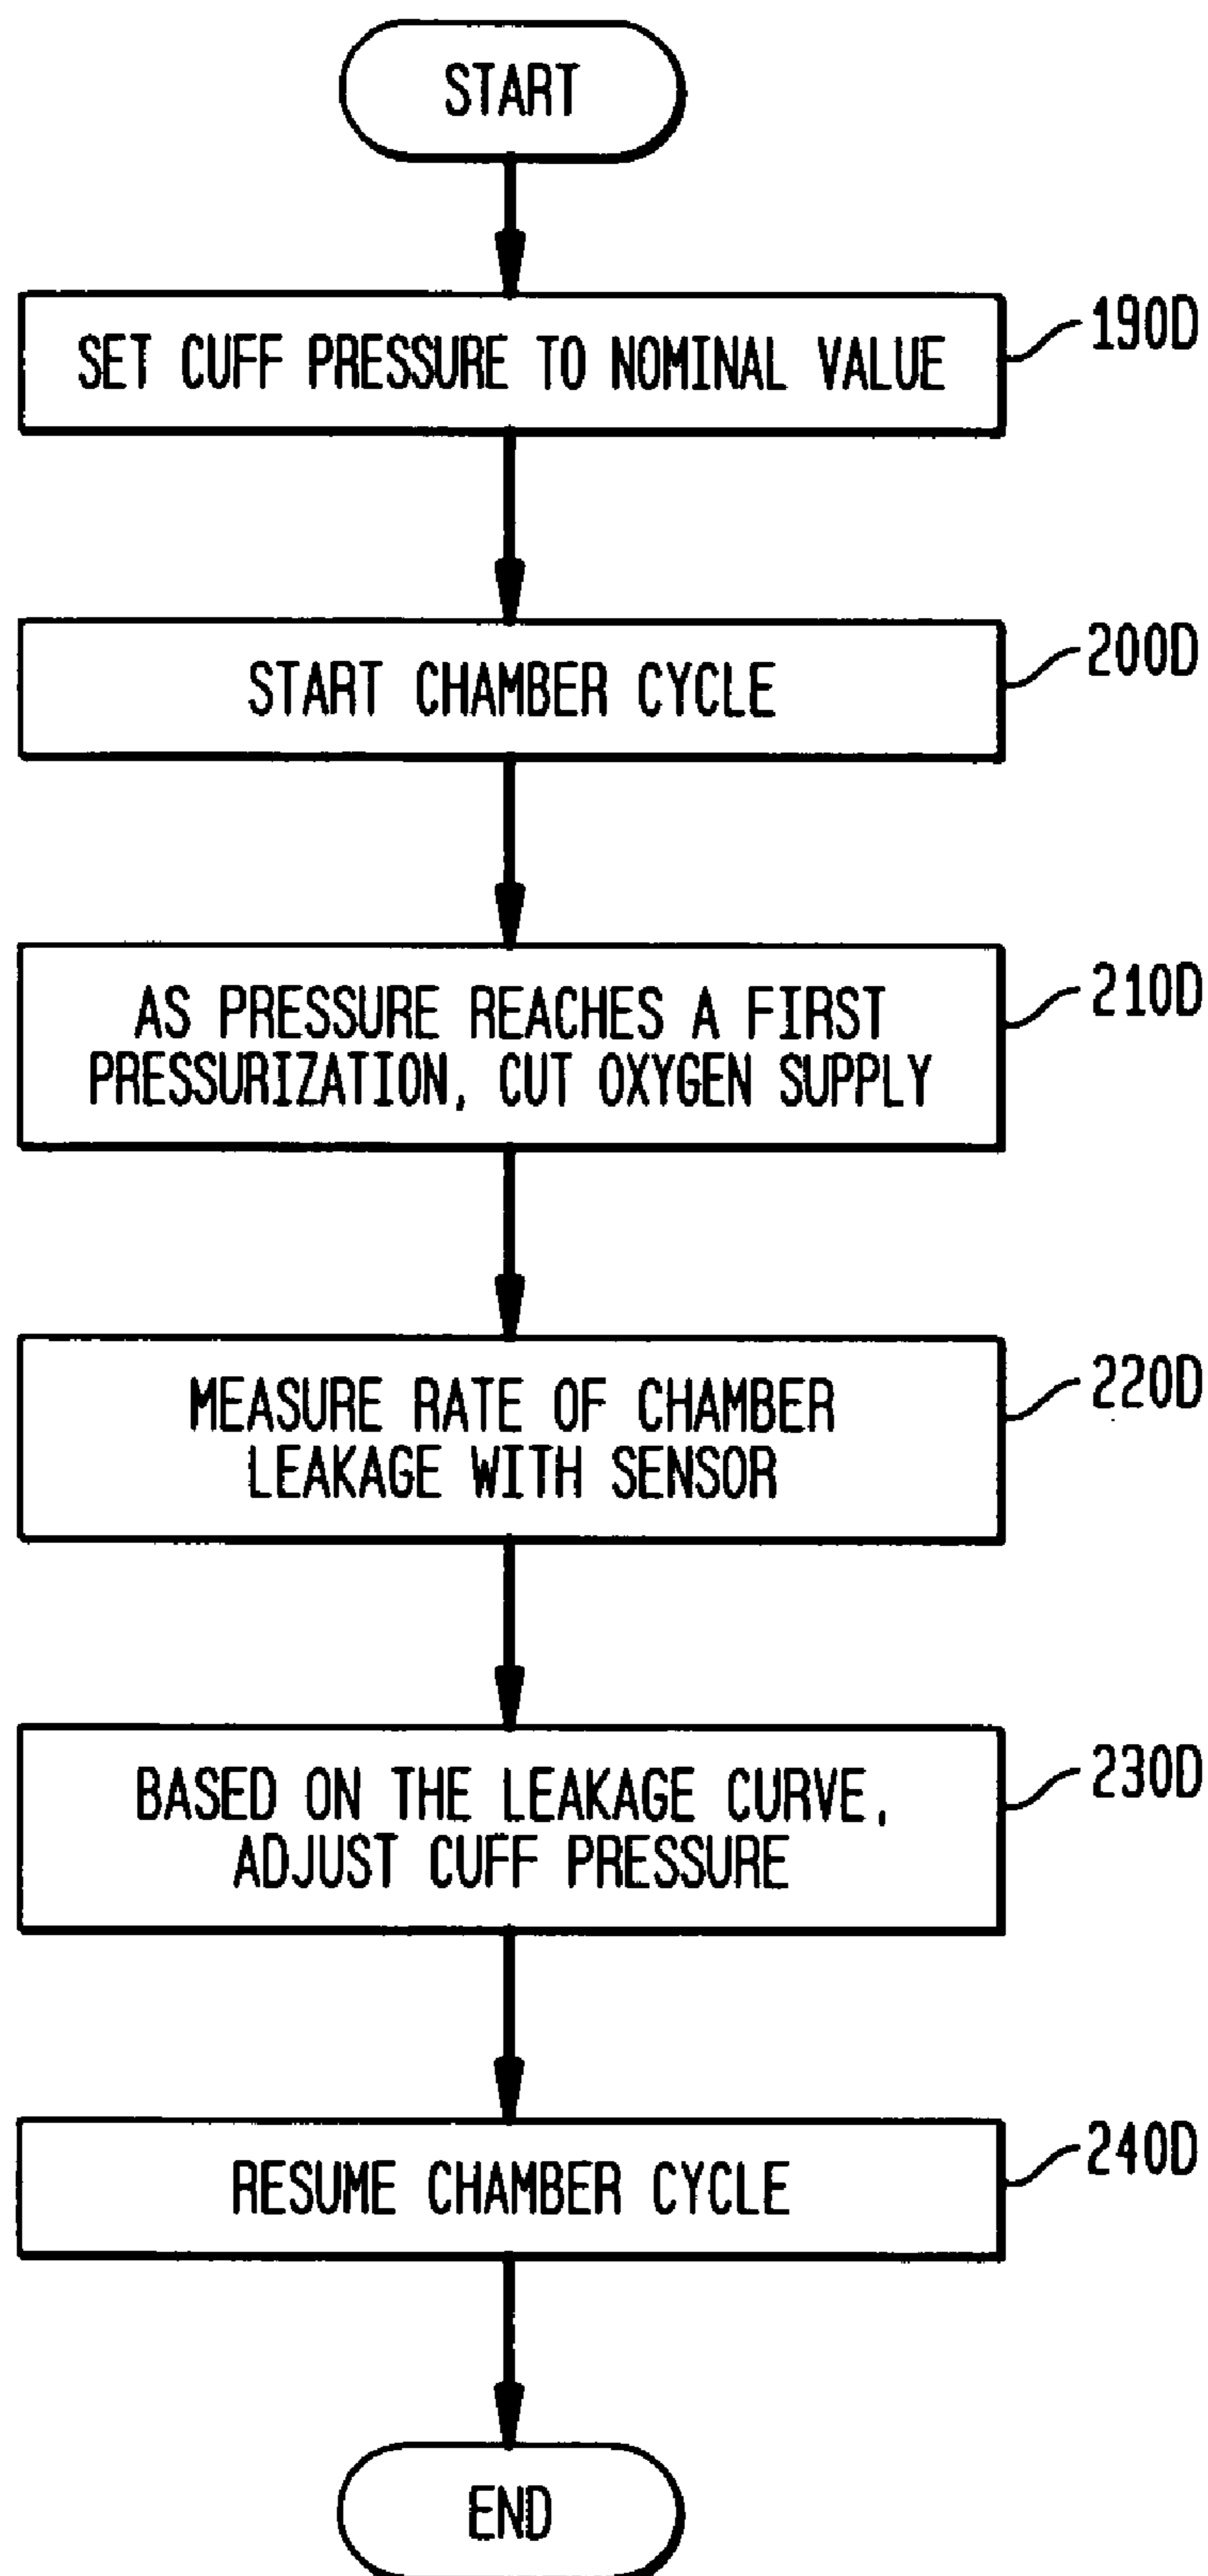 START
SET CUFF PRESSURE TO NOMINAL VALUE
190D
START CHAMBER CYCLE
200D
AS PRESSURE REACHES A FIRST
PRESSURIZATION, CUT OXYGEN SUPPLY
210D
MEASURE RATE OF CHAMBER
LEAKAGE WITH SENSOR
220D
BASED ON THE LEAKAGE CURVE,
ADJUST CUFF PRESSURE
230D
RESUME CHAMBER CYCLE
240D
END